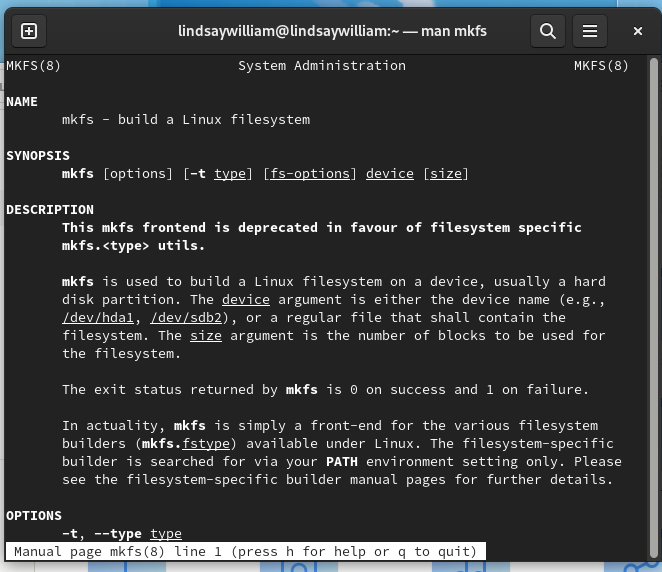 lindsaywilliam@lindsaywilliam:~ — man mkfs
MKFS(8) System Administration MKFS(8)
NAME
mkfs - build a Linux filesystem
SYNOPSIS
mkfs [options] [-t type] [fs-options] device [size]
DESCRIPTION
This mkfs frontend is deprecated in favour of filesystem specific
mkfs.<type> utils.
mkfs is used to build a Linux filesystem on a device, usually a hard
disk partition. The device argument is either the device name (e.g.,
/dev/hda1, /dev/sdb2), or a regular file that shall contain the
filesystem. The size argument is the number of blocks to be used for
the filesystem.
The exit status returned by mkfs is 0 on success and 1 on failure.
In actuality, mkfs is simply a front-end for the various filesystem
builders (mkfs.fstype) available under Linux. The filesystem-specific
builder is searched for via your PATH environment setting only. Please
see the filesystem-specific builder manual pages for further details.
OPTIONS
-t, --type type
Manual page mkfs(8) line 1 (press h for help or q to quit)